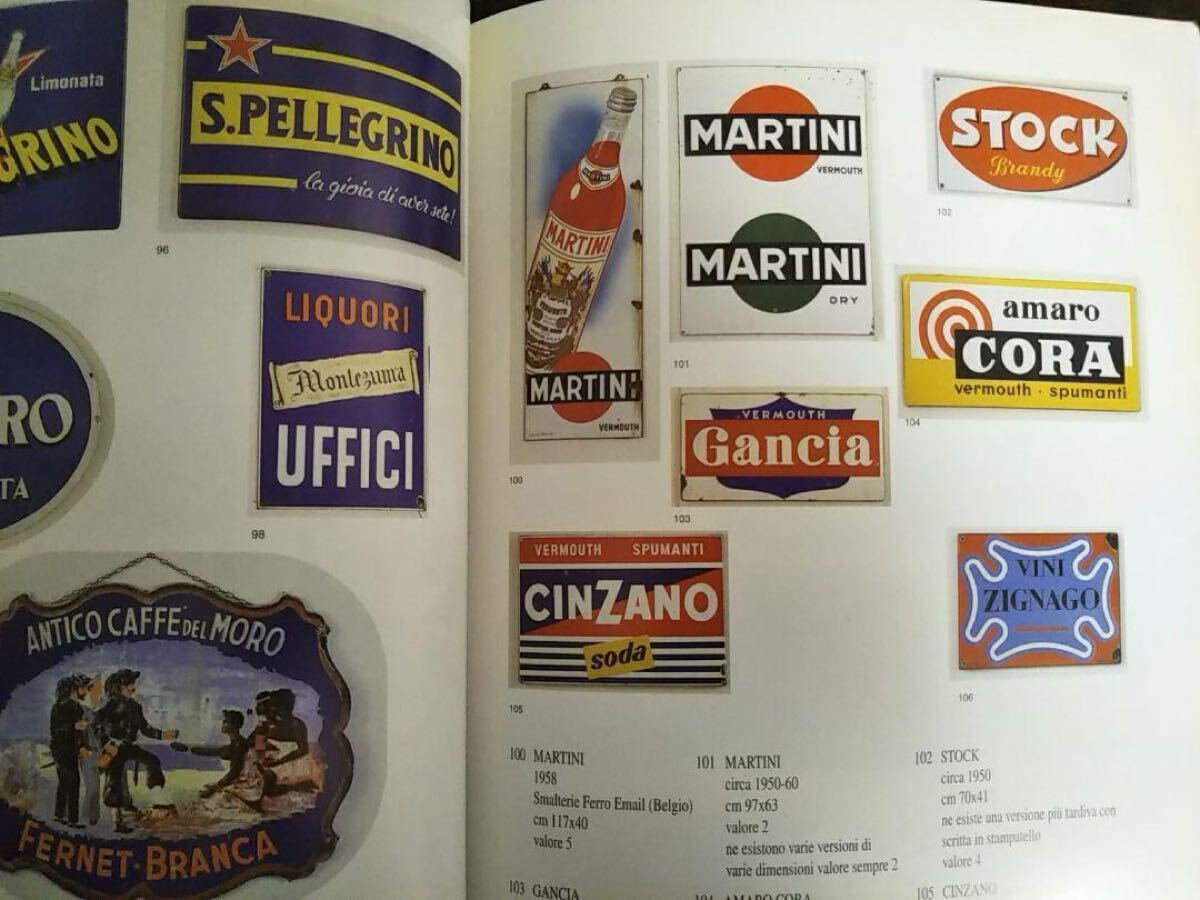 Limonata
GRINO
S.PELLEGRINO
la gioia di aver sete!
96
RO
TA
LIQUORI
Montezuma
UFFICI
98
ANTICO CAFFÈ DEL MORO
FERNET-BRANCA
MARTINI
MARTINI
MARTINI
VERMOUTH
100
MARTINI
VERMOUTH
MARTINI
DRY
101
STOCK
Brandy
102
VERMOUTH
Gancia
103
amaro
CORA
vermouth · spumanti
104
VERMOUTH SPUMANTI
CINZANO
soda
105
VINI
ZIGNAGO
106
100 MARTINI
1958
Smalterie Ferro Email (Belgio)
cm 117x40
valore 5
101 MARTINI
circa 1950-60
cm 97x63
valore 2
ne esistono varie versioni di
varie dimensioni valore sempre 2
102 STOCK
circa 1950
cm 70x41
ne esiste una versione più tardiva con
scritta in stampatello
valore 4
103 GANCIA
104 AMARO CORA
105 CINZANO